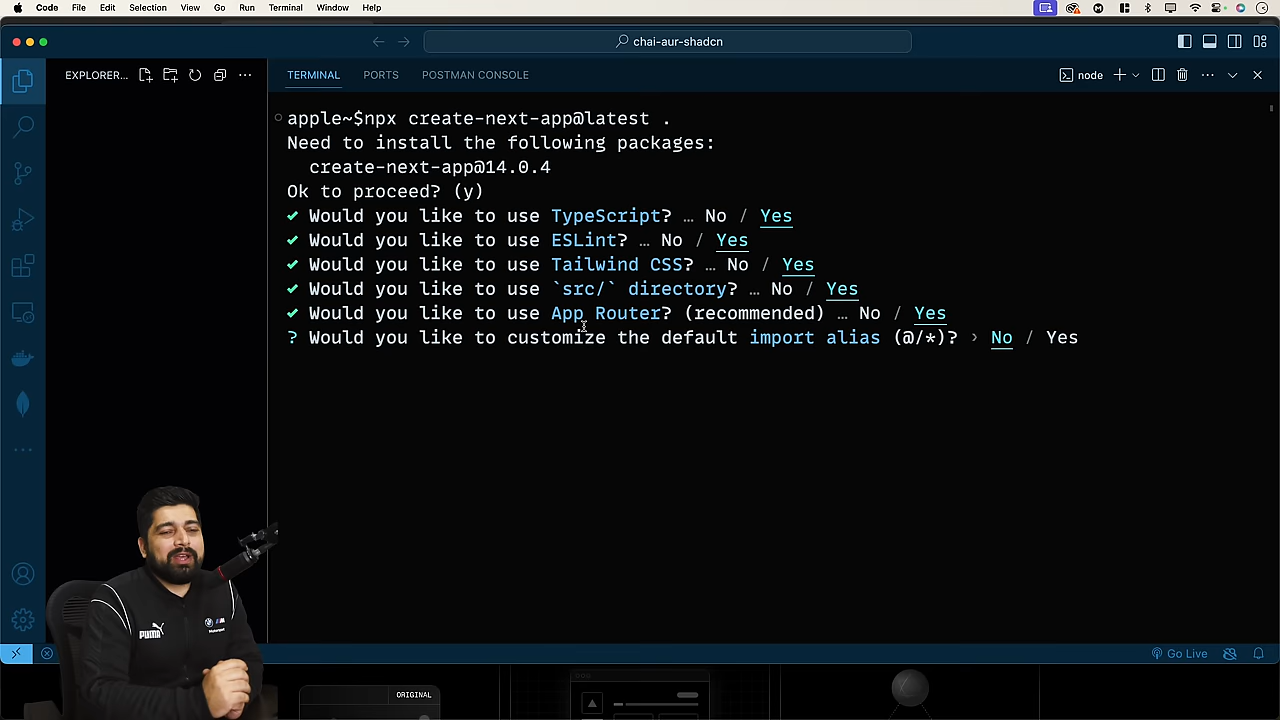 Code File Edit Selection View Go Run Terminal Window Help
chai-aur-shadcn
EXPLORER... TERMINAL PORTS POSTMAN CONSOLE node
apple~$npx create-next-app@latest .
Need to install the following packages:
create-next-app@14.0.4
Ok to proceed? (y)
✔ Would you like to use TypeScript? … No / Yes
✔ Would you like to use ESLint? … No / Yes
✔ Would you like to use Tailwind CSS? … No / Yes
✔ Would you like to use `src/` directory? … No / Yes
✔ Would you like to use App Router? (recommended) … No / Yes
? Would you like to customize the default import alias (@/*)? › No / Yes
PUMA
Go Live
ORIGINAL